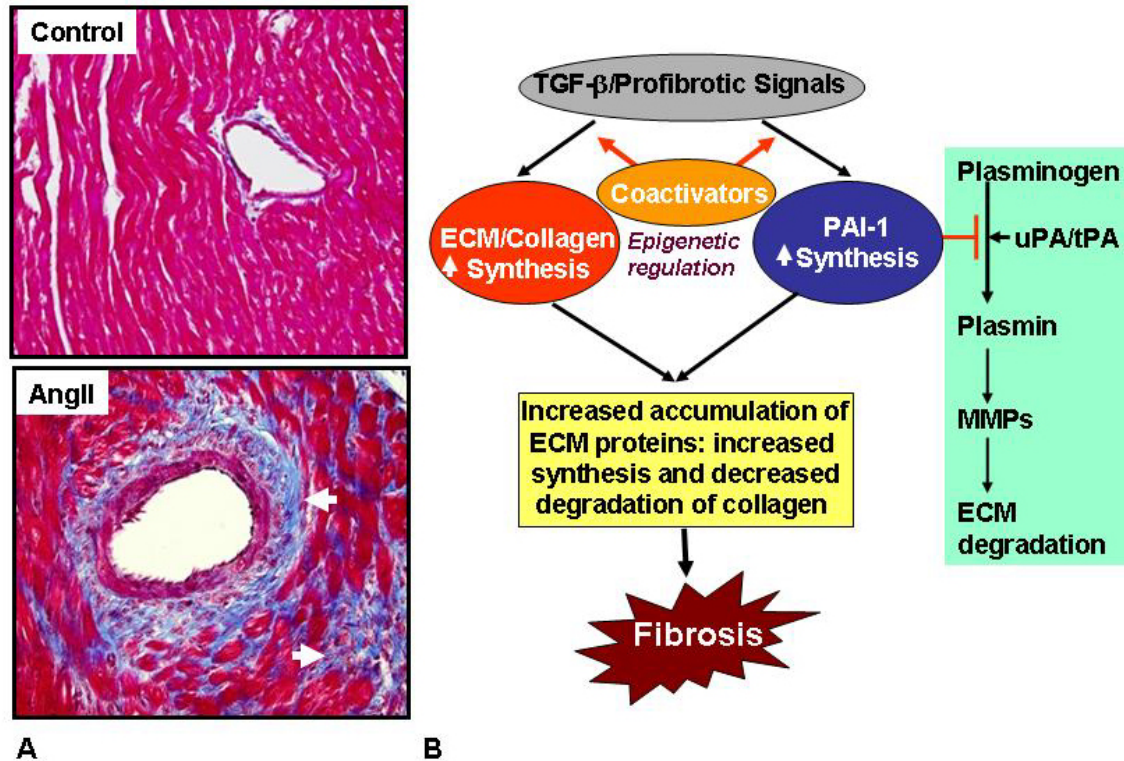 Control
AngII
A
TGF-β/Profibrotic Signals
Coactivators
ECM/Collagen
Synthesis
Epigenetic
regulation
PAI-1
Synthesis
Plasminogen
uPA/tPA
Plasmin
MMPs
ECM
degradation
Increased accumulation of
ECM proteins: increased
synthesis and decreased
degradation of collagen
Fibrosis
B